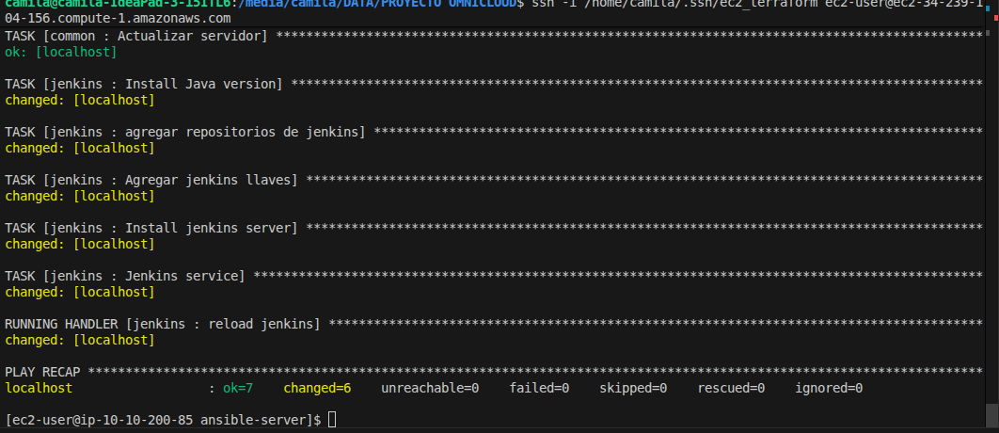 camila@camila-IdeaPad-3-15ITL6:/media/camila/DATA/PROYECTO OMNICLOUD$ ssh -i /home/camila/.ssh/ec2_terraform ec2-user@ec2-34-239-1
04-156.compute-1.amazonaws.com
TASK [common : Actualizar servidor] **********************************************************************************************
ok: [localhost]
TASK [jenkins : Install Java version] ********************************************************************************************
changed: [localhost]
TASK [jenkins : agregar repositorios de jenkins] *********************************************************************************
changed: [localhost]
TASK [jenkins : Agregar jenkins llaves] ******************************************************************************************
changed: [localhost]
TASK [jenkins : Install jenkins server] ******************************************************************************************
changed: [localhost]
TASK [jenkins : Jenkins service] *************************************************************************************************
changed: [localhost]
RUNNING HANDLER [jenkins : reload jenkins] ***************************************************************************************
changed: [localhost]
PLAY RECAP ***********************************************************************************************************************
localhost                  : ok=7    changed=6    unreachable=0    failed=0    skipped=0    rescued=0    ignored=0
[ec2-user@ip-10-10-200-85 ansible-server]$